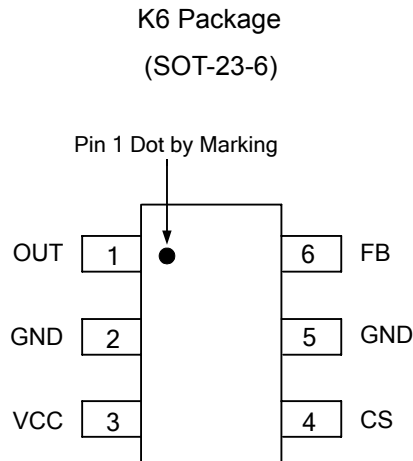 K6 Package
(SOT-23-6)
Pin 1 Dot by Marking
OUT 1 6 FB
GND 2 5 GND
VCC 3 4 CS